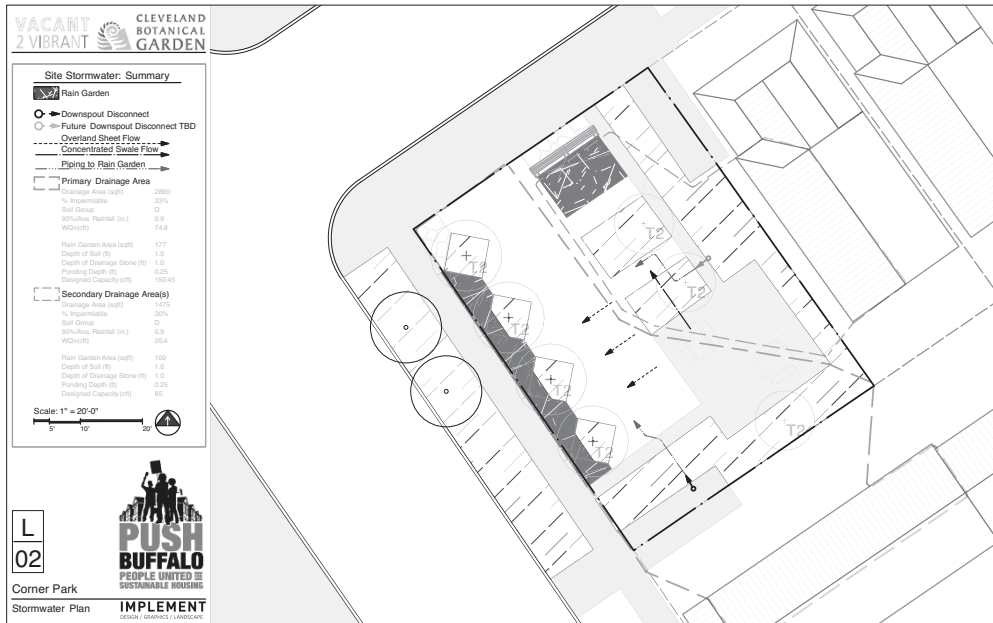 VACANT
2 VIBRANT
CLEVELAND
BOTANICAL
GARDEN
Site Stormwater: Summary
Rain Garden
Downspout Disconnect
Future Downspout Disconnect TBD
Overland Sheet Flow
Concentrated Swale Flow
Piping to Rain Garden
Primary Drainage Area
Drainage Area (sqft) 2680
% Impermiable 33%
Soil Group D
90%/Ave. Rainfall (in.) 0.9
WQv(cft) 74.9
Rain Garden Area (sqft) 177
Depth of Soil (ft) 1.0
Depth of Drainage Stone (ft) 1.0
Ponding Depth (ft) 0.25
Designed Capacity (cft) 150.45
Secondary Drainage Area(s)
Drainage Area (sqft) 1475
% Impermiable 30%
Soil Group D
90%/Ave. Rainfall (in.) 0.9
WQv(cft) 35.4
Rain Garden Area (sqft) 100
Depth of Soil (ft) 1.0
Depth of Drainage Stone (ft) 1.0
Ponding Depth (ft) 0.25
Designed Capacity (cft) 85
Scale: 1" = 20'-0"
5' 10' 20'
L
02
PUSH
BUFFALO
PEOPLE UNITED
SUSTAINABLE HOUSING
Corner Park
Stormwater Plan
IMPLEMENT
DESIGN / GRAPHICS / LANDSCAPE
T2
T2
T2
T2
T2
T2
T2